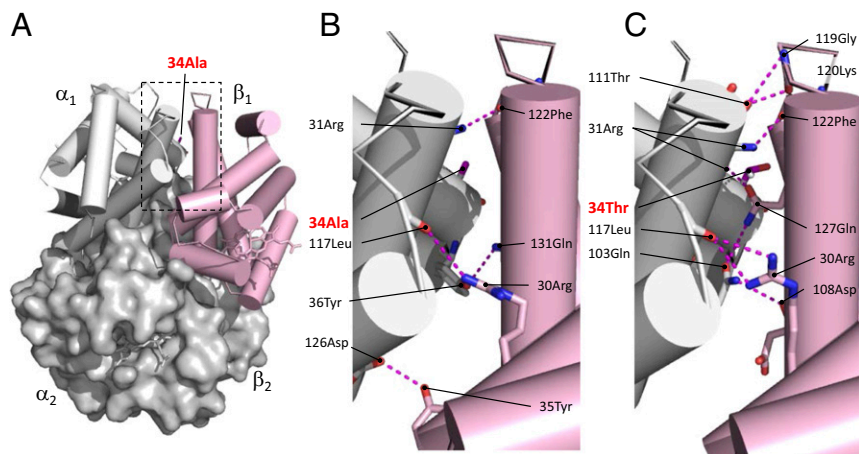 A
34Ala
α1
β1
α2
β2
B
31Arg
122Phe
34Ala
117Leu
131Gln
36Tyr
30Arg
126Asp
35Tyr
C
119Gly
111Thr
120Lys
31Arg
122Phe
34Thr
117Leu
127Gln
103Gln
30Arg
108Asp